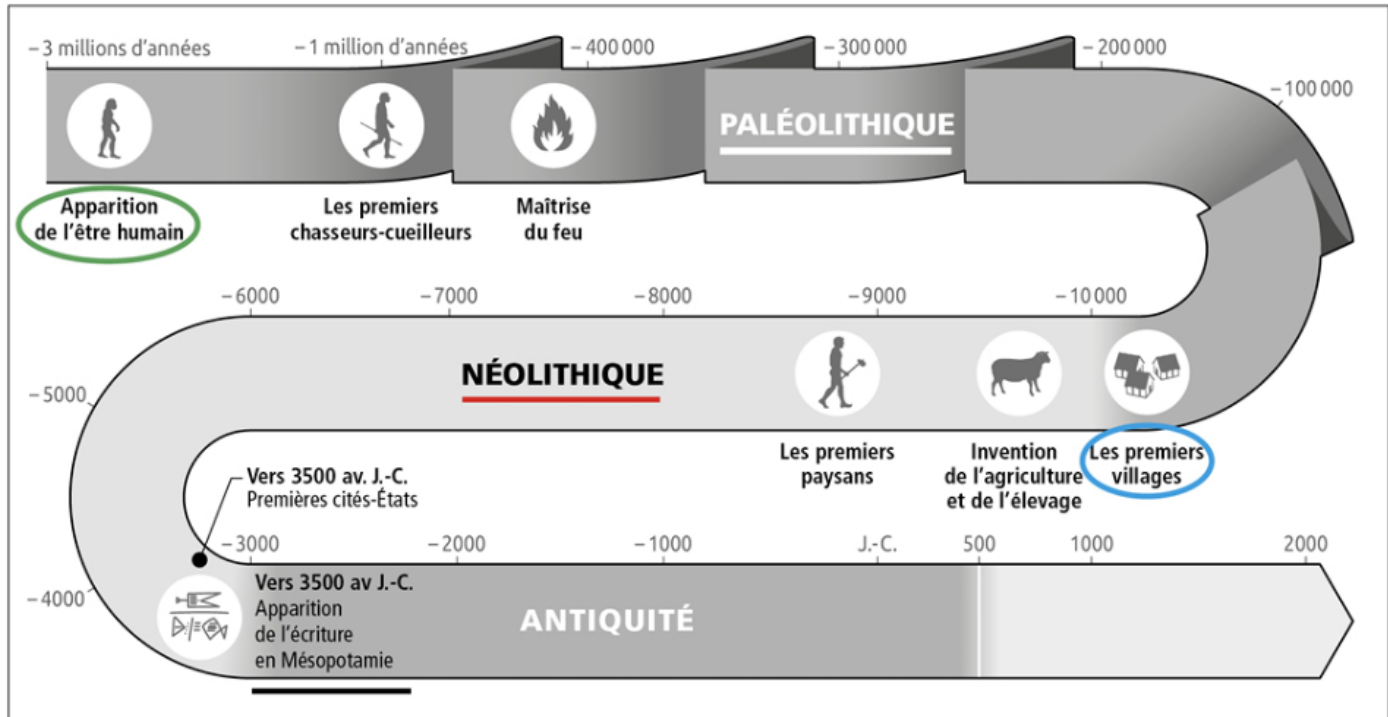 −3 millions d'années −1 million d'années −400 000 −300 000 −200 000
−100 000
PALÉOLITHIQUE
Apparition
de l'être humain
Les premiers
chasseurs-cueilleurs
Maîtrise
du feu
−6000 −7000 −8000 −9000 −10 000
NÉOLITHIQUE
−5000
Les premiers
paysans
Invention
de l'agriculture
et de l'élevage
Les premiers
villages
Vers 3500 av. J.-C.
Premières cités-États
−3000 −2000 −1000 J.-C. 500 1000 2000
−4000
Vers 3500 av J.-C.
Apparition
de l'écriture
en Mésopotamie
ANTIQUITÉ